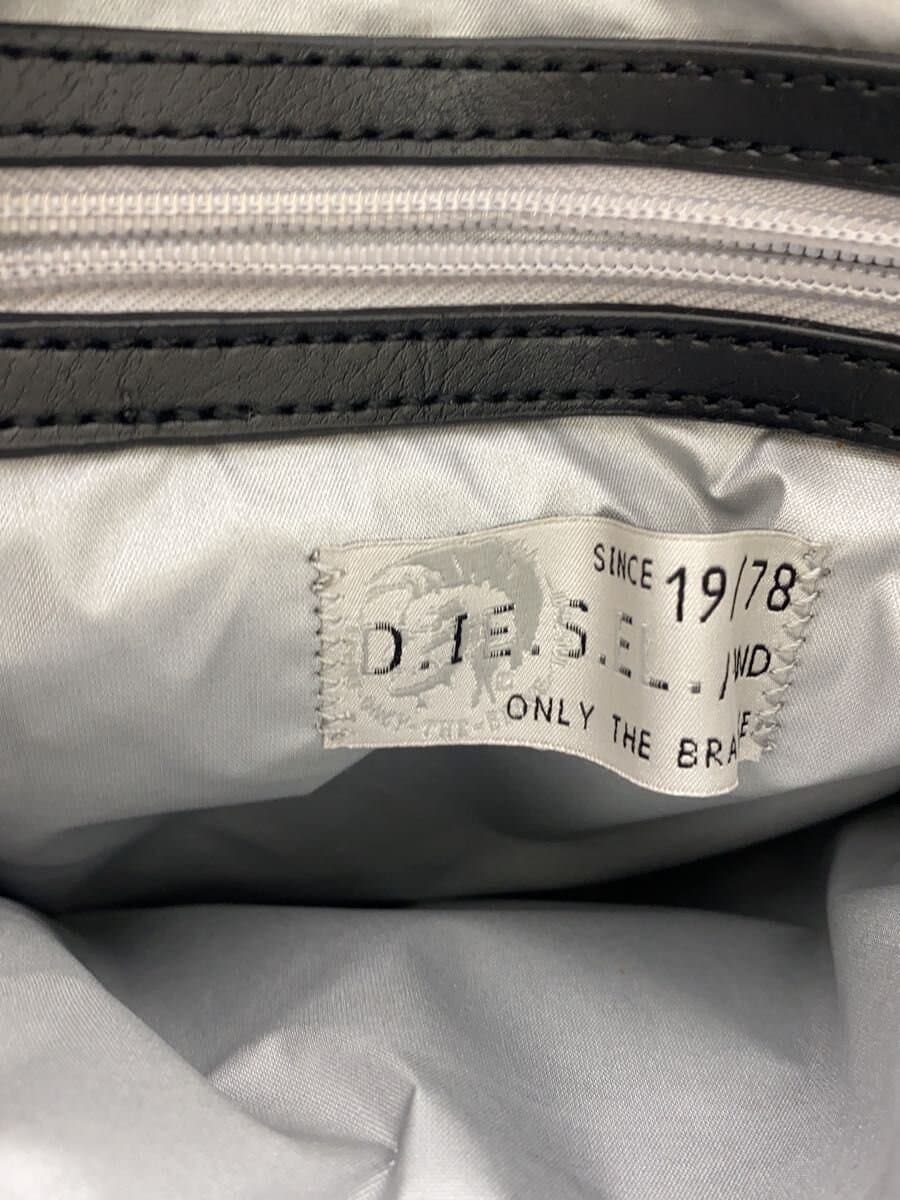 SINCE 19/78
D.IE.S.EL. /WD
ONLY THE BRA